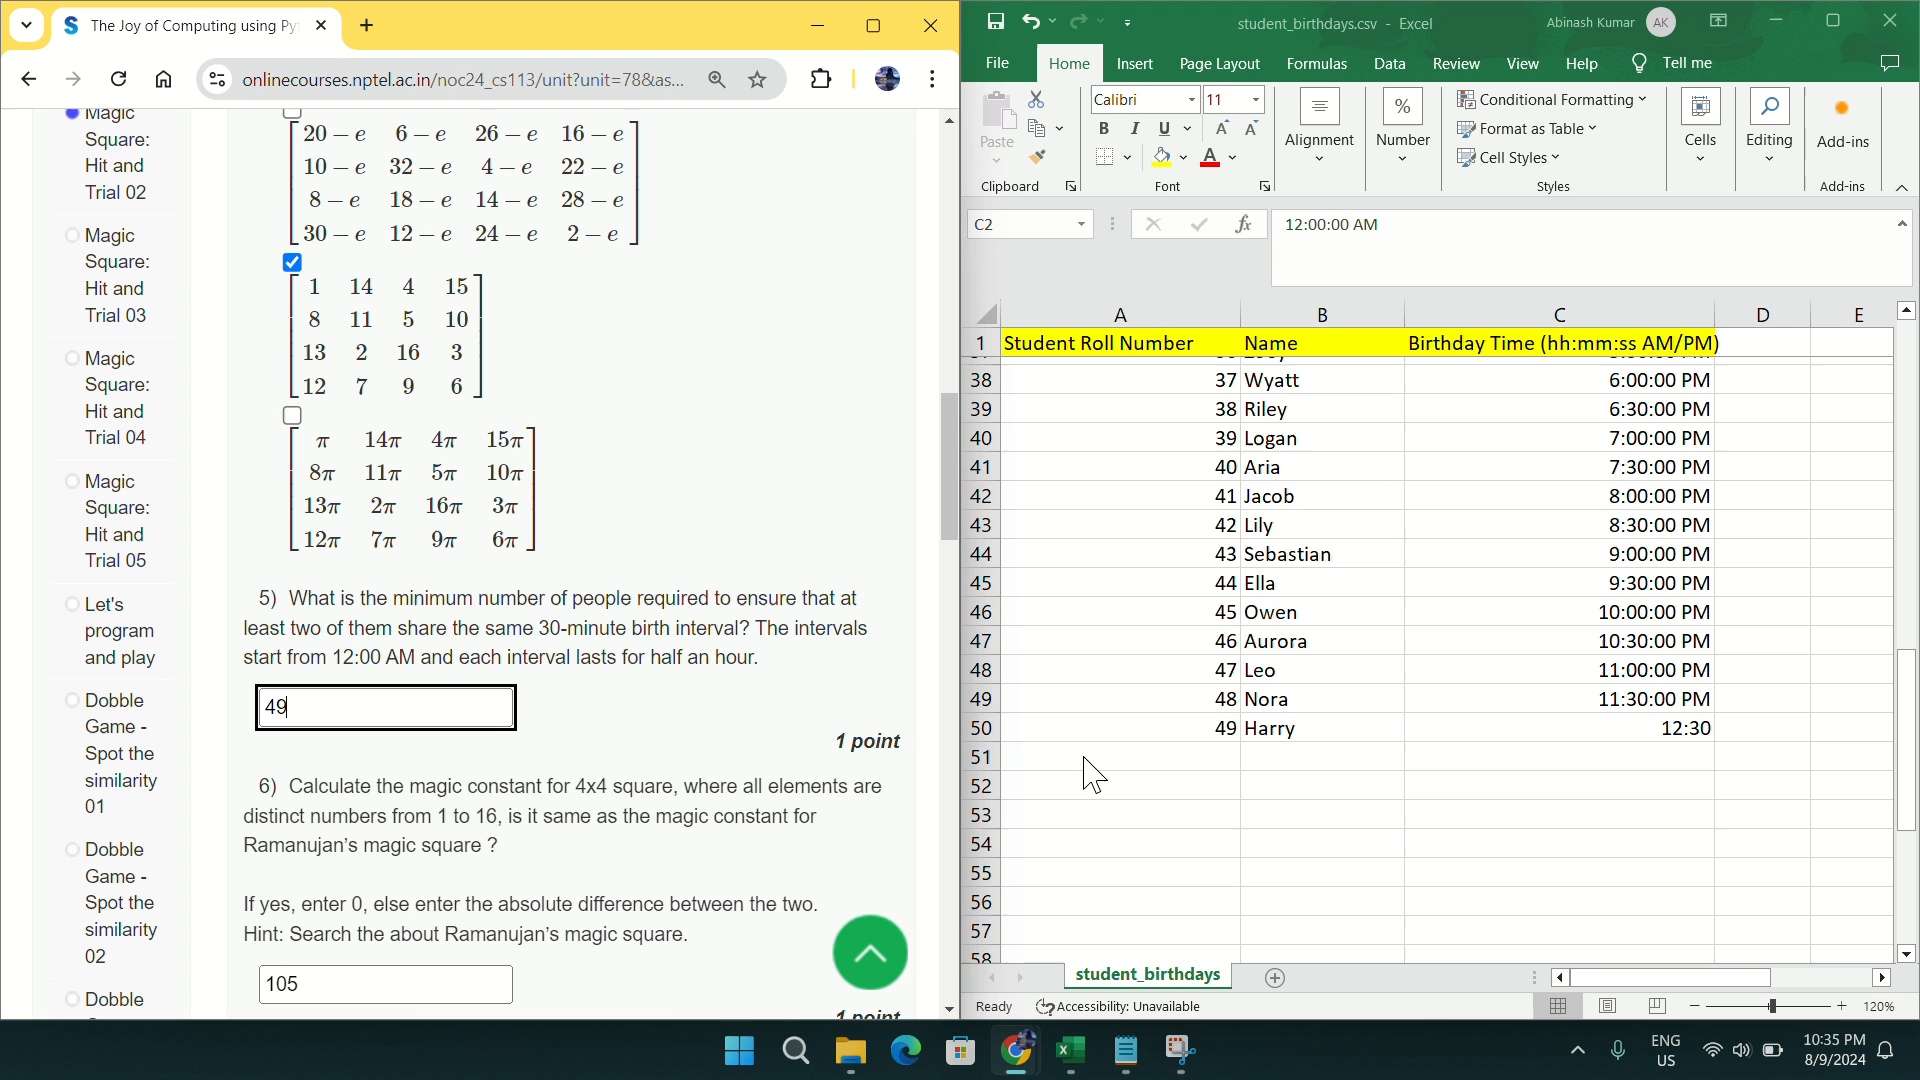 The Joy of Computing using Py
onlinecourses.nptel.ac.in/noc24_cs113/unit?unit=78&as...
Magic
Square:
Hit and
Trial 02
Magic
Square:
Hit and
Trial 03
Magic
Square:
Hit and
Trial 04
Magic
Square:
Hit and
Trial 05
Let's
program
and play
Dobble
Game -
Spot the
similarity
01
Dobble
Game -
Spot the
similarity
02
Dobble
20 − e 6 − e 26 − e 16 − e
10 − e 32 − e 4 − e 22 − e
8 − e 18 − e 14 − e 28 − e
30 − e 12 − e 24 − e 2 − e
1 14 4 15
8 11 5 10
13 2 16 3
12 7 9 6
π 14π 4π 15π
8π 11π 5π 10π
13π 2π 16π 3π
12π 7π 9π 6π
5) What is the minimum number of people required to ensure that at
least two of them share the same 30-minute birth interval? The intervals
start from 12:00 AM and each interval lasts for half an hour.
49
1 point
6) Calculate the magic constant for 4x4 square, where all elements are
distinct numbers from 1 to 16, is it same as the magic constant for
Ramanujan's magic square ?
If yes, enter 0, else enter the absolute difference between the two.
Hint: Search the about Ramanujan's magic square.
105
1 point
student_birthdays.csv - Excel
Abinash Kumar AK
File Home Insert Page Layout Formulas Data Review View Help Tell me
Paste
Clipboard
Calibri 11
B I U A A
A
Font
Alignment
%
Number
Conditional Formatting
Format as Table
Cell Styles
Styles
Cells
Editing
Add-ins
Add-ins
C2 fx 12:00:00 AM
A B C D E
1 Student Roll Number Name Birthday Time (hh:mm:ss AM/PM)
38 37 Wyatt 6:00:00 PM
39 38 Riley 6:30:00 PM
40 39 Logan 7:00:00 PM
41 40 Aria 7:30:00 PM
42 41 Jacob 8:00:00 PM
43 42 Lily 8:30:00 PM
44 43 Sebastian 9:00:00 PM
45 44 Ella 9:30:00 PM
46 45 Owen 10:00:00 PM
47 46 Aurora 10:30:00 PM
48 47 Leo 11:00:00 PM
49 48 Nora 11:30:00 PM
50 49 Harry 12:30
51
52
53
54
55
56
57
58
student_birthdays
Ready Accessibility: Unavailable 120%
ENG
US
10:35 PM
8/9/2024